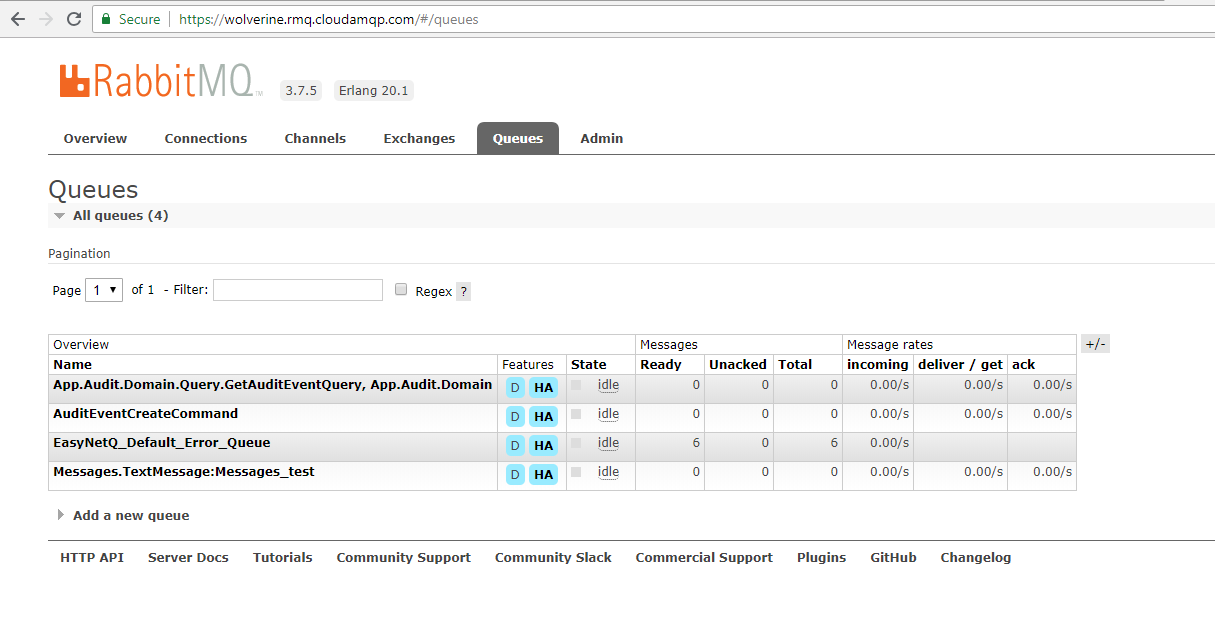 Secure https://wolverine.rmq.cloudamqp.com/#/queues
RabbitMQ TM 3.7.5 Erlang 20.1
Overview Connections Channels Exchanges Queues Admin
Queues
All queues (4)
Pagination
Page 1 of 1 - Filter: Regex ?
Overview Messages Message rates +/-
Name Features State Ready Unacked Total incoming deliver / get ack
App.Audit.Domain.Query.GetAuditEventQuery, App.Audit.Domain D HA idle 0 0 0 0.00/s 0.00/s 0.00/s
AuditEventCreateCommand D HA idle 0 0 0 0.00/s 0.00/s 0.00/s
EasyNetQ_Default_Error_Queue D HA idle 6 0 6 0.00/s
Messages.TextMessage:Messages_test D HA idle 0 0 0 0.00/s 0.00/s 0.00/s
Add a new queue
HTTP API Server Docs Tutorials Community Support Community Slack Commercial Support Plugins GitHub Changelog